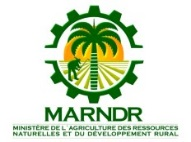 MARNDR
MINISTÈRE DE L'AGRICULTURE DES RESSOURCES
NATURELLES ET DU DÉVELOPPEMENT RURAL